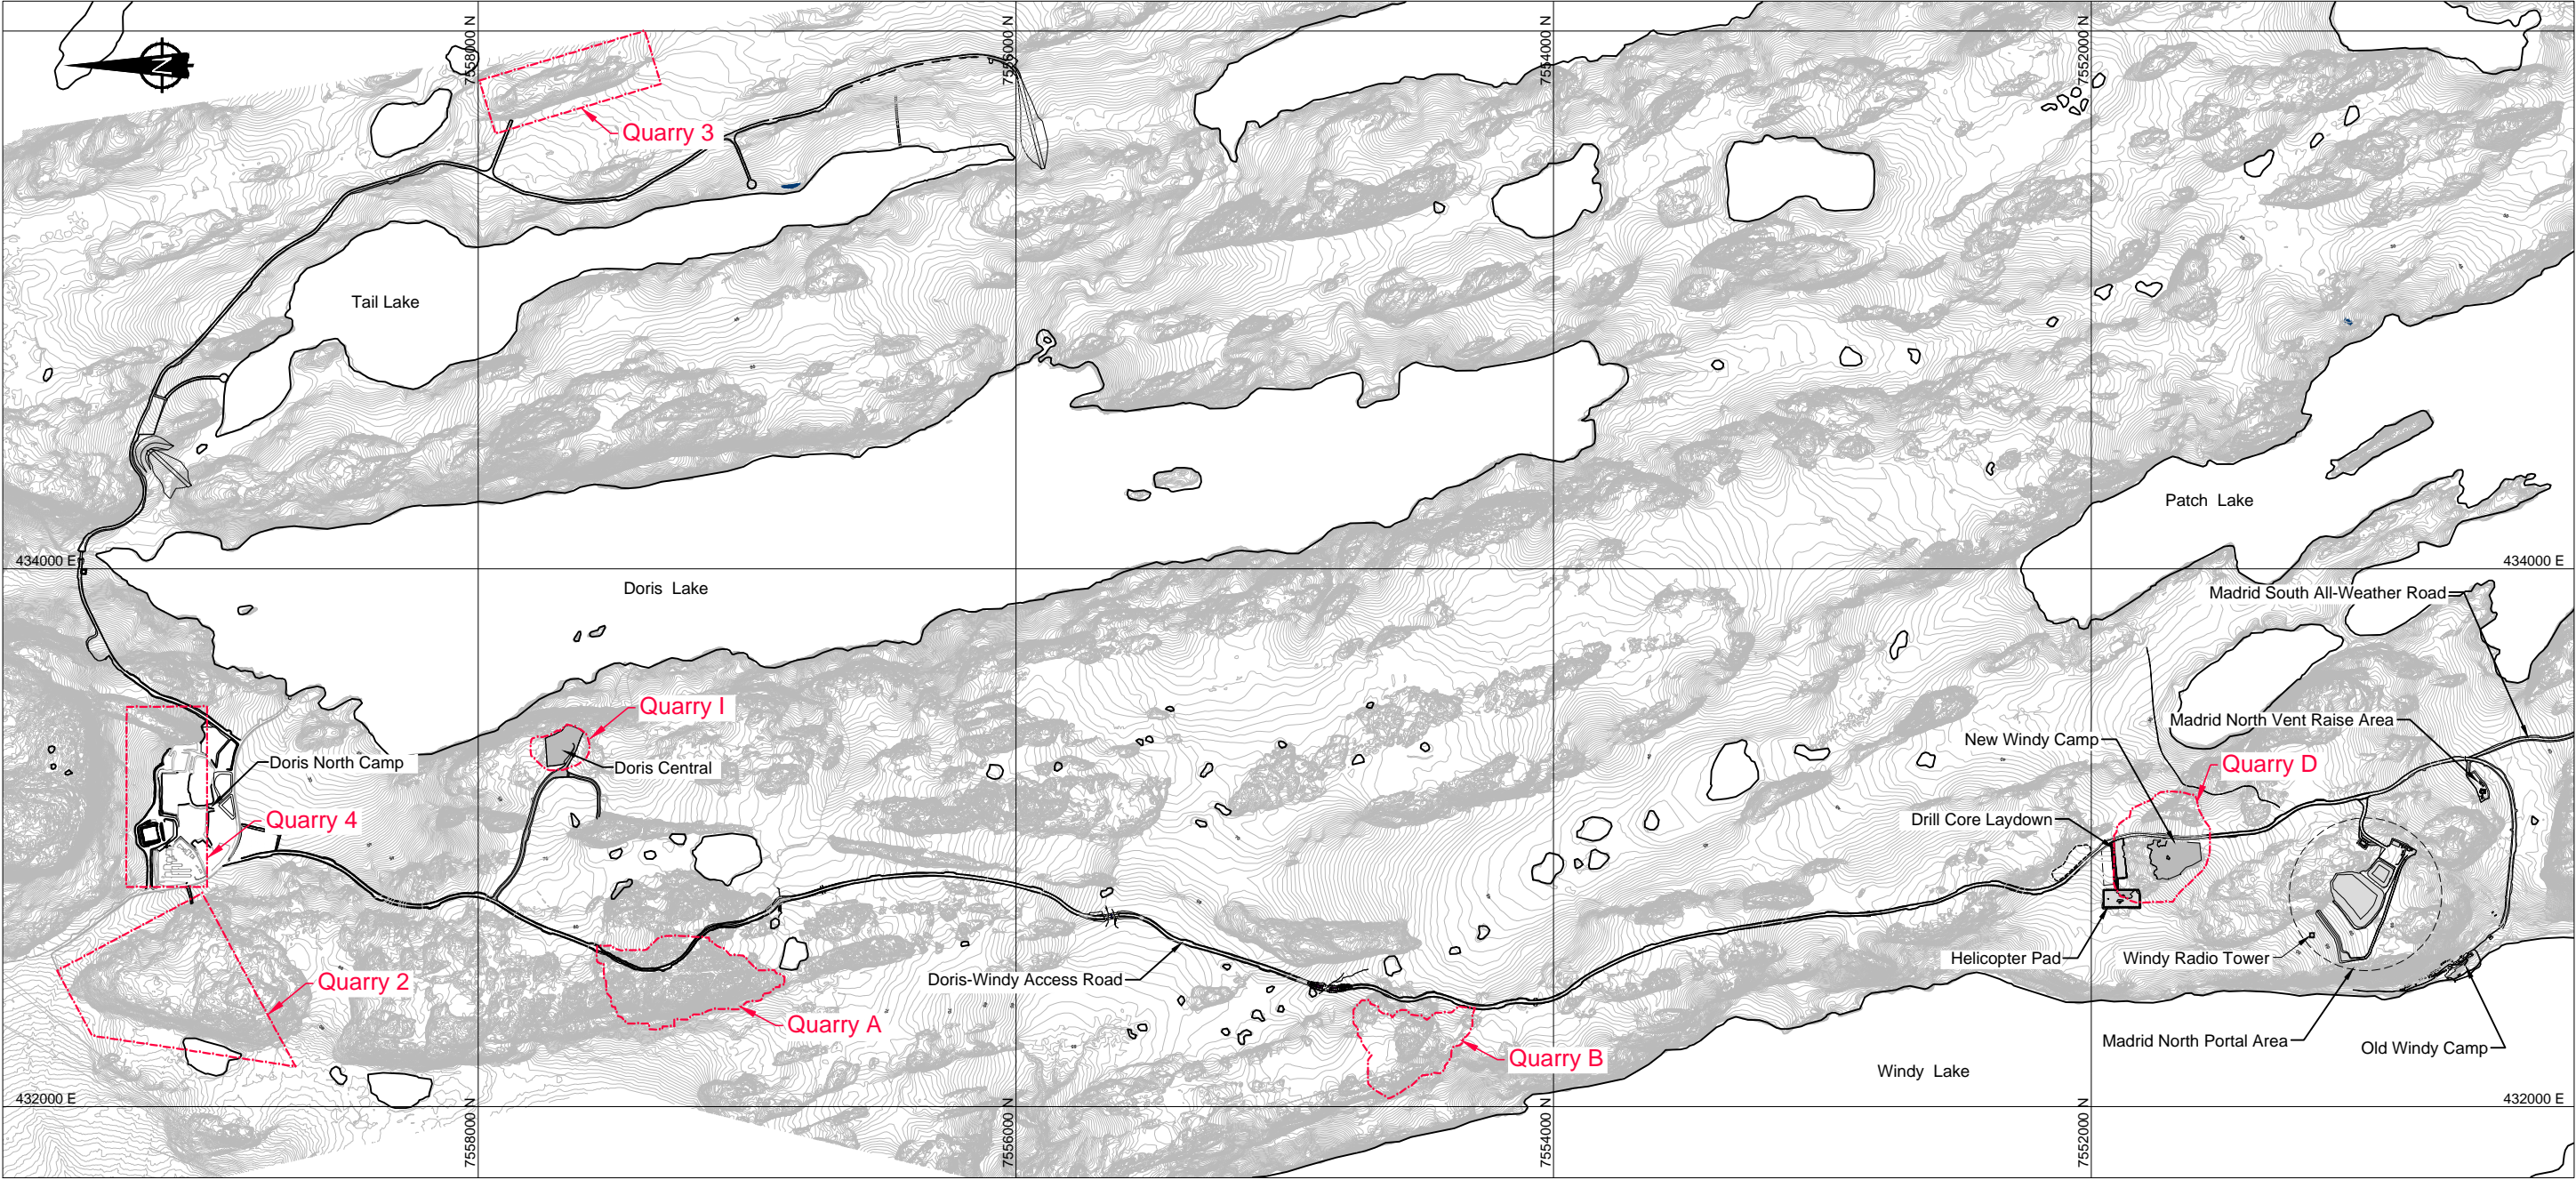 7558000 N
7556000 N
7554000 N
7552000 N
N
Quarry 3
Tail Lake
Patch Lake
434000 E
434000 E
Doris Lake
Madrid South All-Weather Road
Quarry I
Madrid North Vent Raise Area
New Windy Camp
Doris North Camp
Doris Central
Quarry D
Quarry 4
Drill Core Laydown
Helicopter Pad
Windy Radio Tower
Doris-Windy Access Road
Quarry 2
Quarry A
Madrid North Portal Area
Old Windy Camp
Quarry B
Windy Lake
432000 E
432000 E
7558000 N
7556000 N
7554000 N
7552000 N